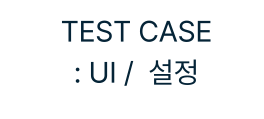 TEST CASE
: UI / 설정